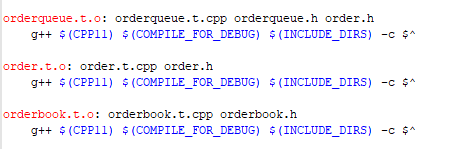 orderqueue.t.o: orderqueue.t.cpp orderqueue.h order.h
g++ $(CPP11) $(COMPILE_FOR_DEBUG) $(INCLUDE_DIRS) -c $^
order.t.o: order.t.cpp order.h
g++ $(CPP11) $(COMPILE_FOR_DEBUG) $(INCLUDE_DIRS) -c $^
orderbook.t.o: orderbook.t.cpp orderbook.h
g++ $(CPP11) $(COMPILE_FOR_DEBUG) $(INCLUDE_DIRS) -c $^